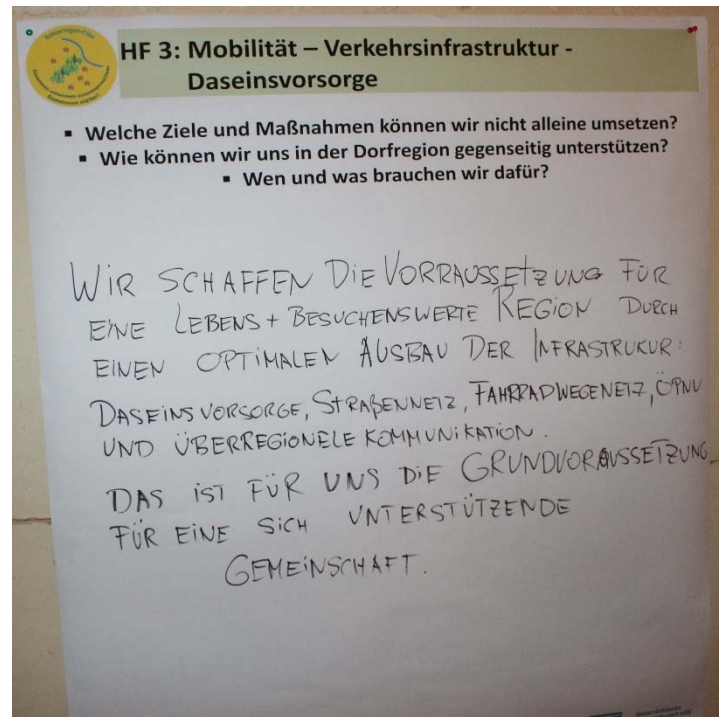 HF 3: Mobilität – Verkehrsinfrastruktur -
Daseinsvorsorge
▪ Welche Ziele und Maßnahmen können wir nicht alleine umsetzen?
▪ Wie können wir uns in der Dorfregion gegenseitig unterstützen?
▪ Wen und was brauchen wir dafür?
WIR SCHAFFEN DIE VORRAUSSETZUNG FÜR
EINE LEBENS + BESUCHENSWERTE REGION DURCH
EINEN OPTIMALEN AUSBAU DER INFRASTRUKUR:
DASEINSVORSORGE, STRAßENNETZ, FAHRRADWEGENETZ, ÖPNV
UND ÜBERREGIONELE KOMMUNIKATION.
DAS IST FÜR UNS DIE GRUNDVORAUSSETZUNG
FÜR EINE SICH UNTERSTÜTZENDE
GEMEINSCHAFT.